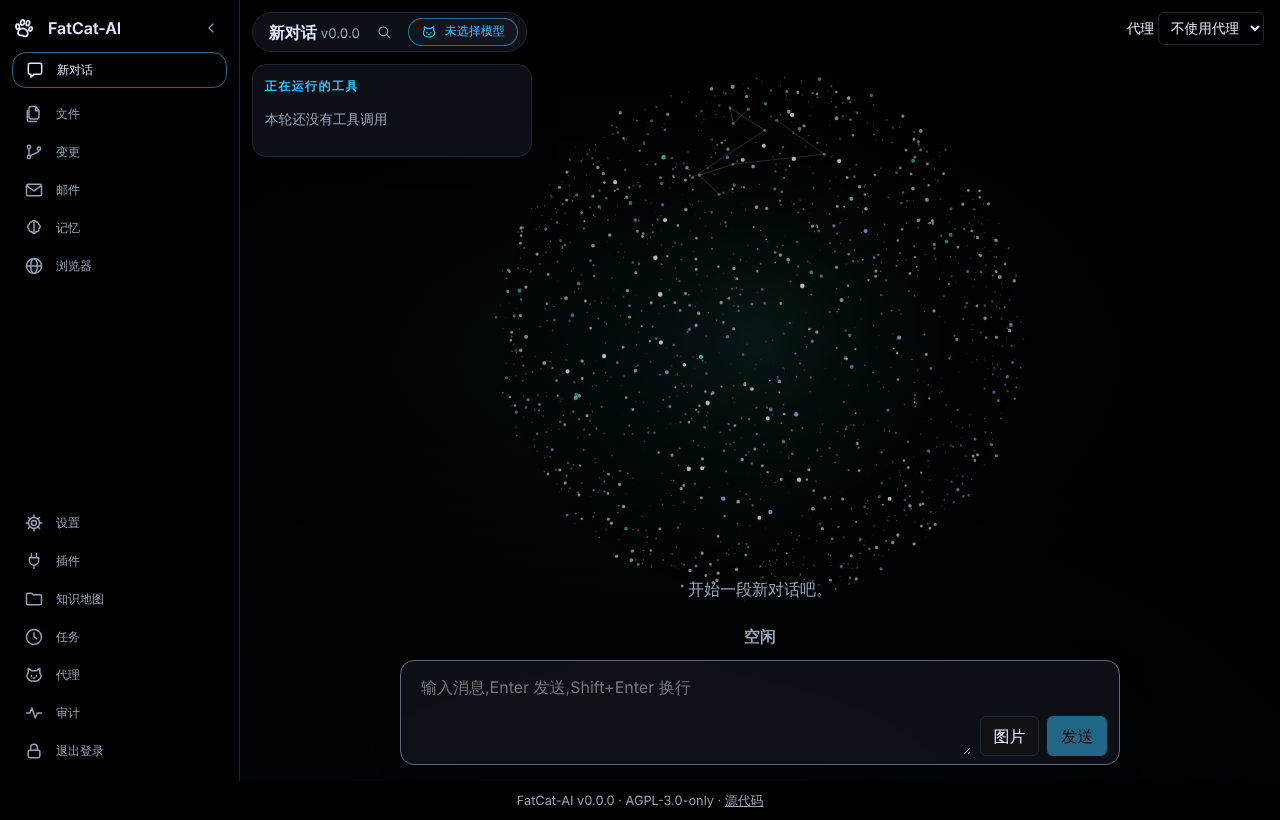 FatCat-AI
新对话
文件
变更
邮件
记忆
浏览器
设置
插件
知识地图
任务
代理
审计
退出登录
新对话 v0.0.0
未选择模型
代理 不使用代理
正在运行的工具
本轮还没有工具调用
开始一段新对话吧。
空闲
输入消息,Enter 发送,Shift+Enter 换行
图片
发送
FatCat-AI v0.0.0 · AGPL-3.0-only · 源代码